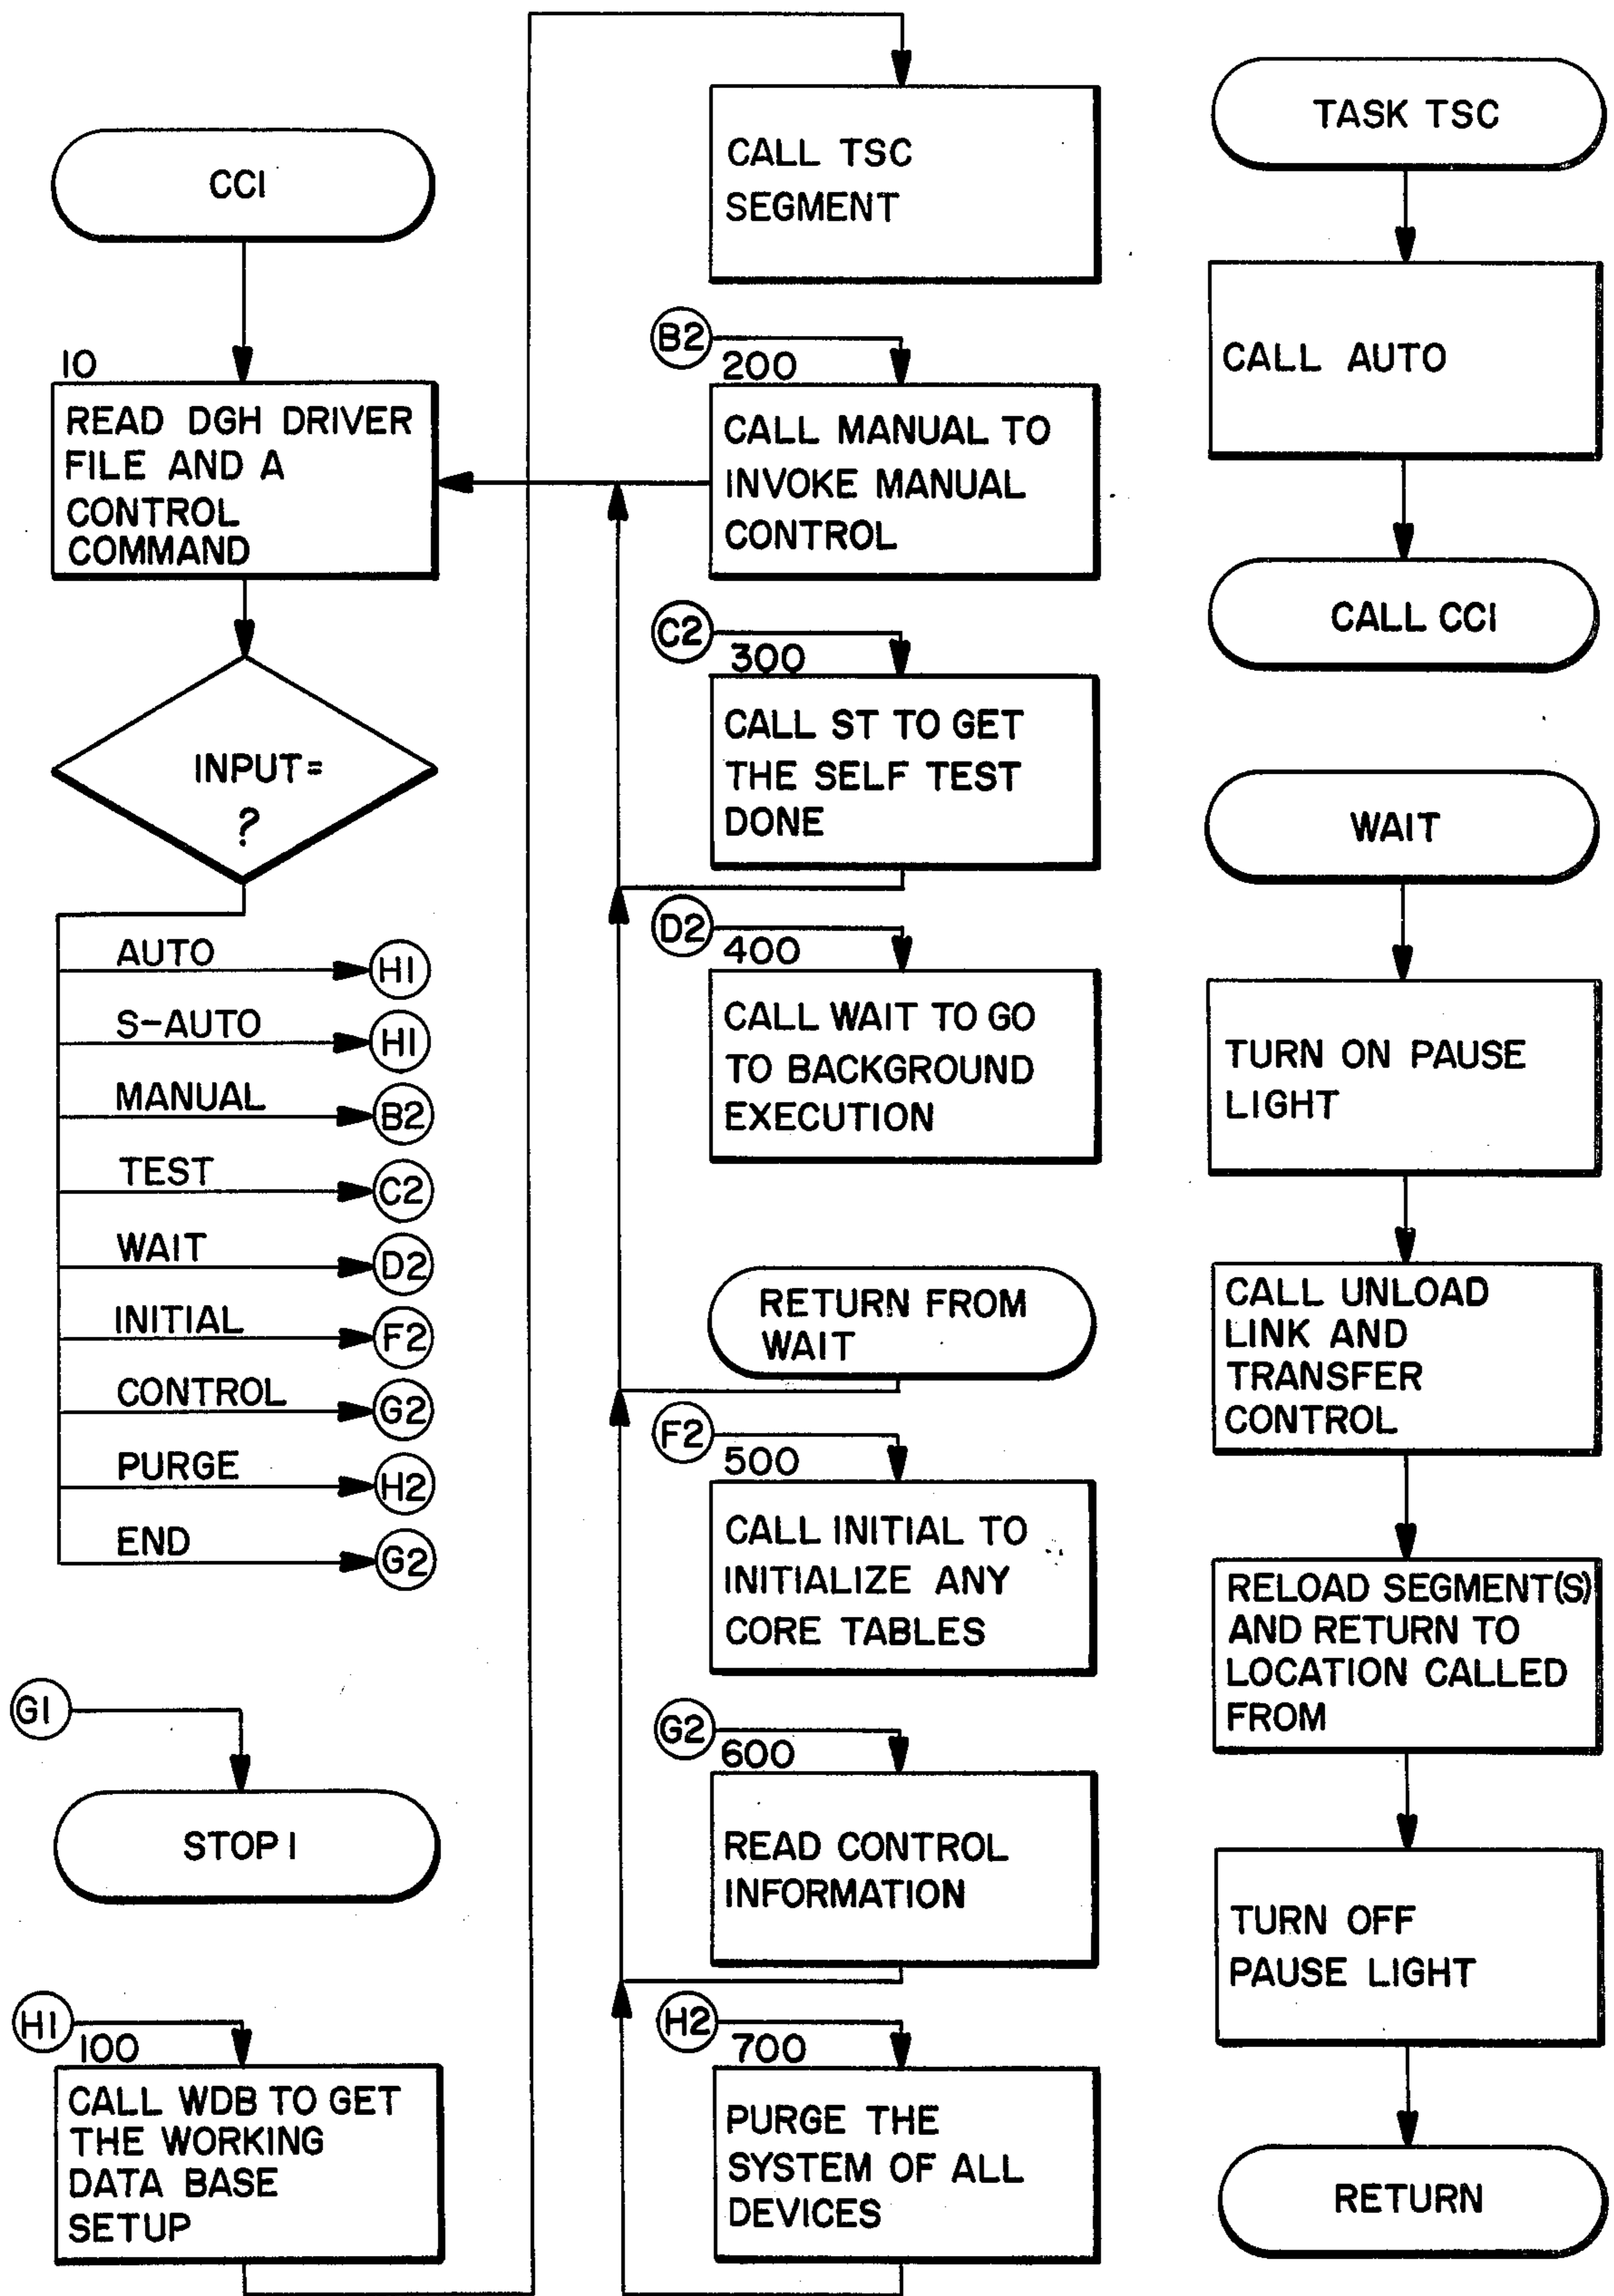 CCI
10
READ DGH DRIVER
FILE AND A
CONTROL
COMMAND
INPUT=
?
AUTO
H1
S-AUTO
H1
MANUAL
B2
TEST
C2
WAIT
D2
INITIAL
F2
CONTROL
G2
PURGE
H2
END
G2
G1
STOP 1
H1
100
CALL WDB TO GET
THE WORKING
DATA BASE
SETUP
CALL TSC
SEGMENT
B2
200
CALL MANUAL TO
INVOKE MANUAL
CONTROL
C2
300
CALL ST TO GET
THE SELF TEST
DONE
D2
400
CALL WAIT TO GO
TO BACKGROUND
EXECUTION
RETURN FROM
WAIT
F2
500
CALL INITIAL TO
INITIALIZE ANY
CORE TABLES
G2
600
READ CONTROL
INFORMATION
H2
700
PURGE THE
SYSTEM OF ALL
DEVICES
TASK TSC
CALL AUTO
CALL CCI
WAIT
TURN ON PAUSE
LIGHT
CALL UNLOAD
LINK AND
TRANSFER
CONTROL
RELOAD SEGMENT(S)
AND RETURN TO
LOCATION CALLED
FROM
TURN OFF
PAUSE LIGHT
RETURN